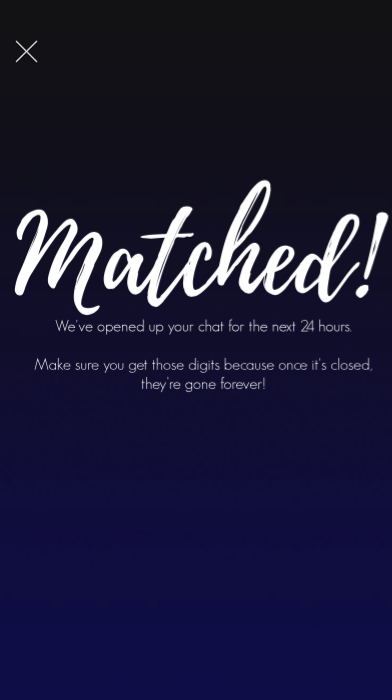 Matched!
We've opened up your chat for the next 24 hours.
Make sure you get those digits because once it's closed,
they're gone forever!